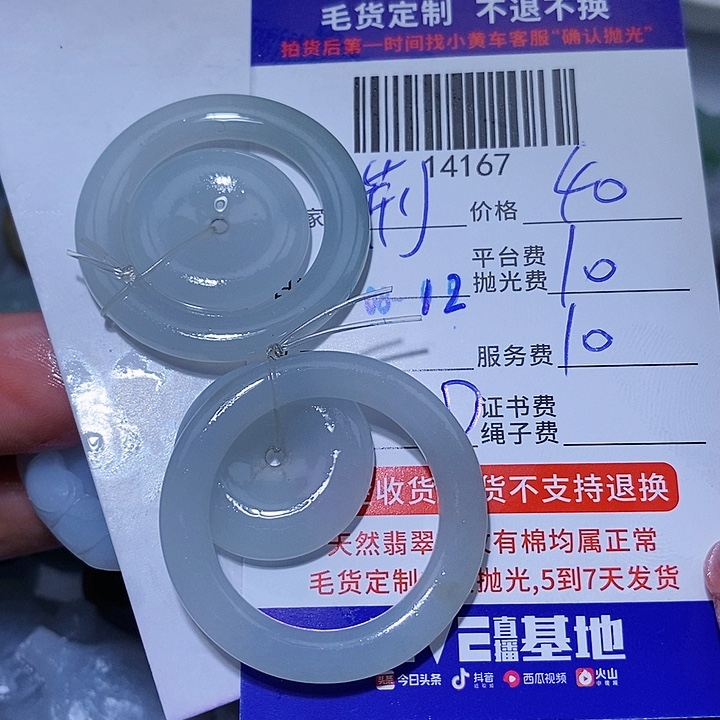 毛货定制 不退不换
拍货后第一时间找小黄车客服“确认抛光”
14167
家 荆 价格 40
平台费
抛光费 10
12
服务费 10
证书费
绳子费
收货 货不支持退换
天然翡翠 有棉均属正常
毛货定制 抛光,5到7天发货
VE直播基地
今日头条 抖音 西瓜视频 火山